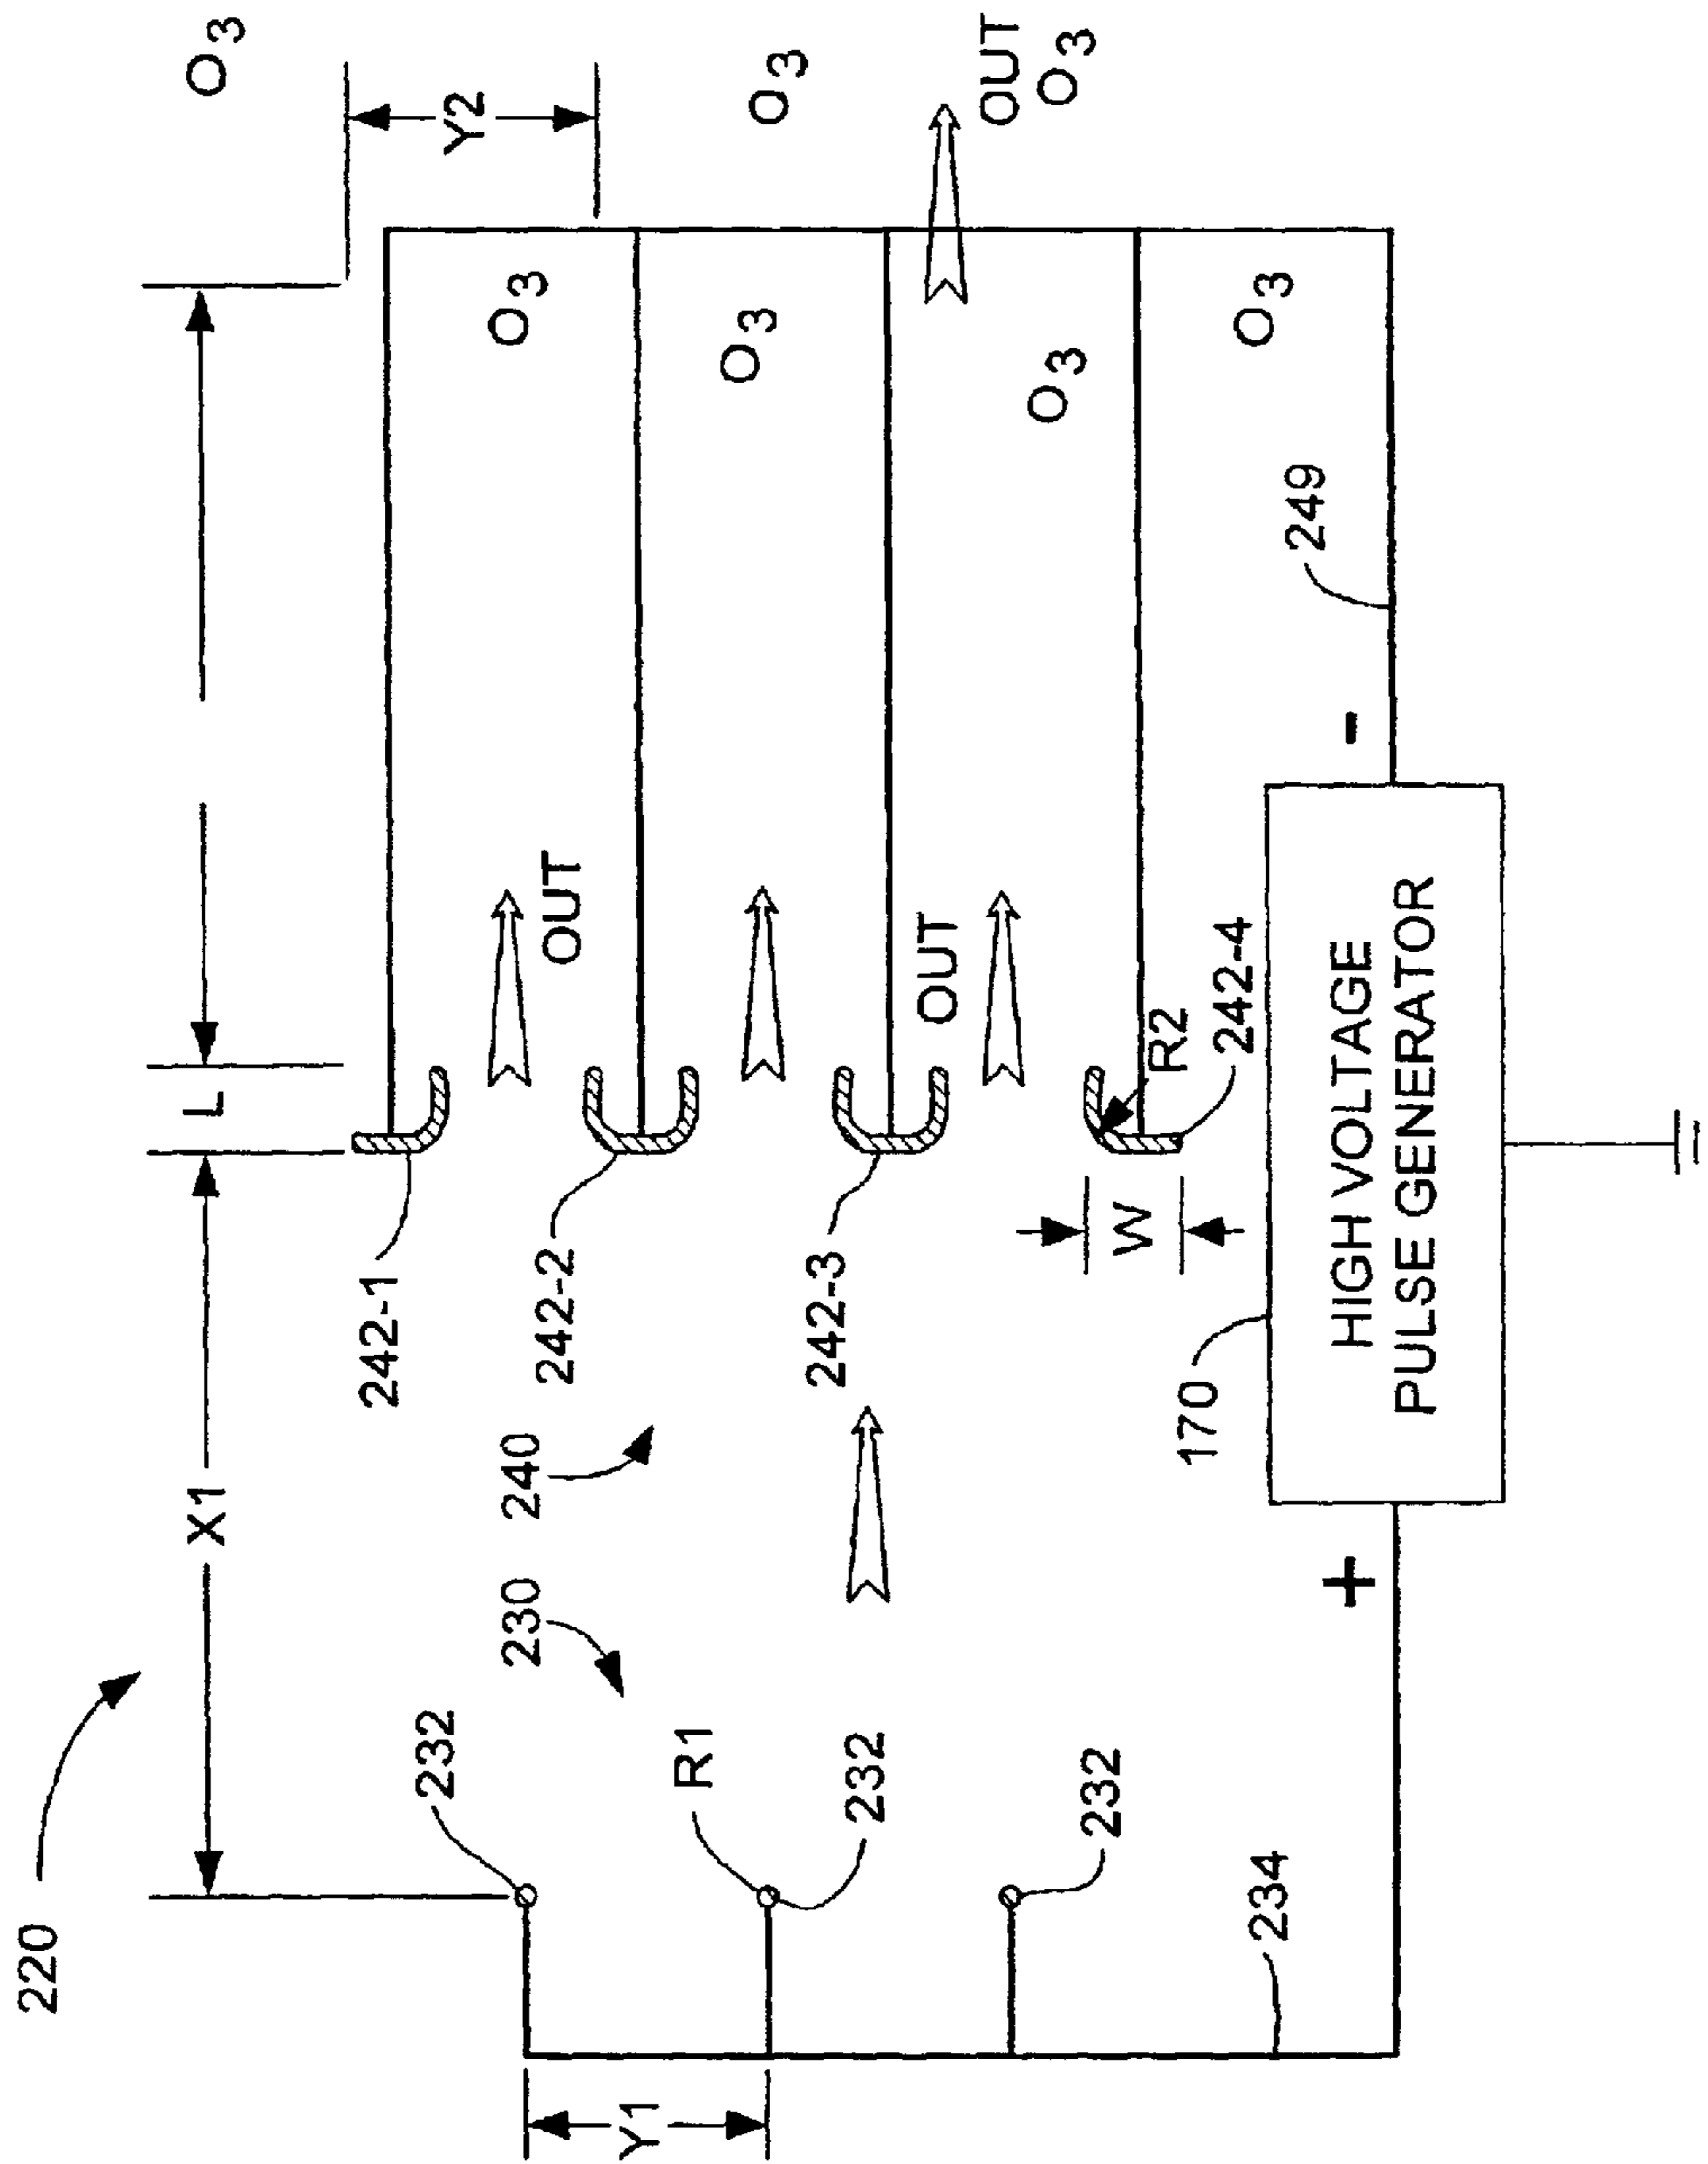 220
X1
L
O3
242-1
232
Y2
230
240
242-2
OUT
O3
Y1
R1
O3
O3
232
242-3
OUT
OUT
O3
O3
232
W
R2
170
242-4
234
O3
249
+
-
HIGH VOLTAGE
PULSE GENERATOR